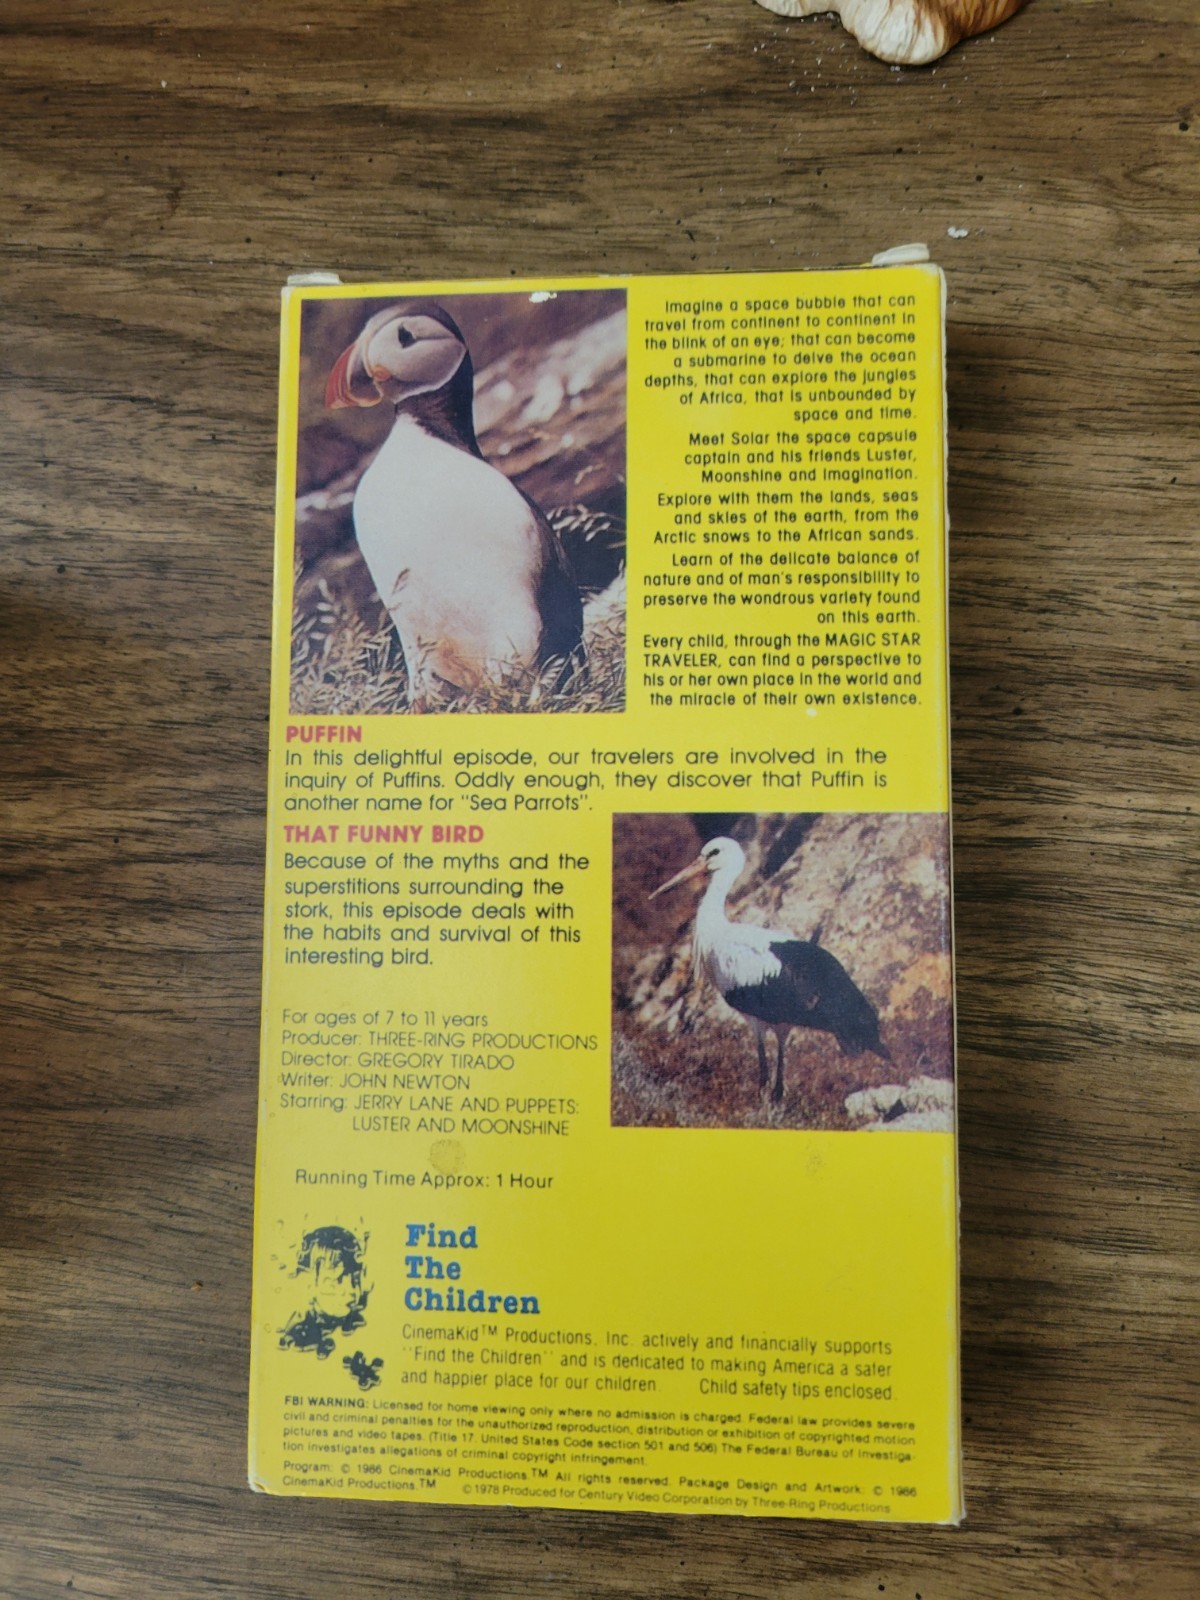 Imagine a space bubble that can
travel from continent to continent in
the blink of an eye; that can become
a submarine to delve the ocean
depths, that can explore the jungles
of Africa, that is unbounded by
space and time.
Meet Solar the space capsule
captain and his friends Luster,
Moonshine and Imagination.
Explore with them the lands, seas
and skies of the earth, from the
Arctic snows to the African sands.
Learn of the delicate balance of
nature and of man's responsibility to
preserve the wondrous variety found
on this earth.
Every child, through the MAGIC STAR
TRAVELER, can find a perspective to
his or her own place in the world and
the miracle of their own existence.
PUFFIN
In this delightful episode, our travelers are involved in the
inquiry of Puffins. Oddly enough, they discover that Puffin is
another name for "Sea Parrots".
THAT FUNNY BIRD
Because of the myths and the
superstitions surrounding the
stork, this episode deals with
the habits and survival of this
interesting bird.
For ages of 7 to 11 years
Producer: THREE-RING PRODUCTIONS
Director: GREGORY TIRADO
Writer: JOHN NEWTON
Starring: JERRY LANE AND PUPPETS:
LUSTER AND MOONSHINE
Running Time Approx: 1 Hour
Find
The
Children
CinemaKid™ Productions, Inc. actively and financially supports
"Find the Children" and is dedicated to making America a safer
and happier place for our children. Child safety tips enclosed.
FBI WARNING: Licensed for home viewing only where no admission is charged. Federal law provides severe
civil and criminal penalties for the unauthorized reproduction, distribution or exhibition of copyrighted motion
pictures and video tapes. (Title 17 United States Code section 501 and 506) The Federal Bureau of Investiga-
tion investigates allegations of criminal copyright infringement.
Program: © 1986 CinemaKid Productions.™ All rights reserved. Package Design and Artwork: © 1986
CinemaKid Productions.™ © 1978 Produced for Century Video Corporation by Three-Ring Productions